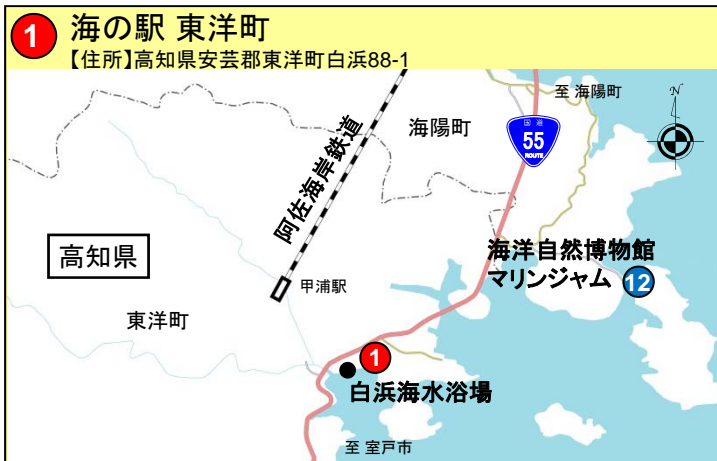 1 海の駅 東洋町
【住所】高知県安芸郡東洋町白浜88-1
至 海陽町
N
海陽町
国道
55
ROUTE
阿佐海岸鉄道
海洋自然博物館
マリンジャム 12
高知県
甲浦駅
東洋町
1
白浜海水浴場
至 室戸市